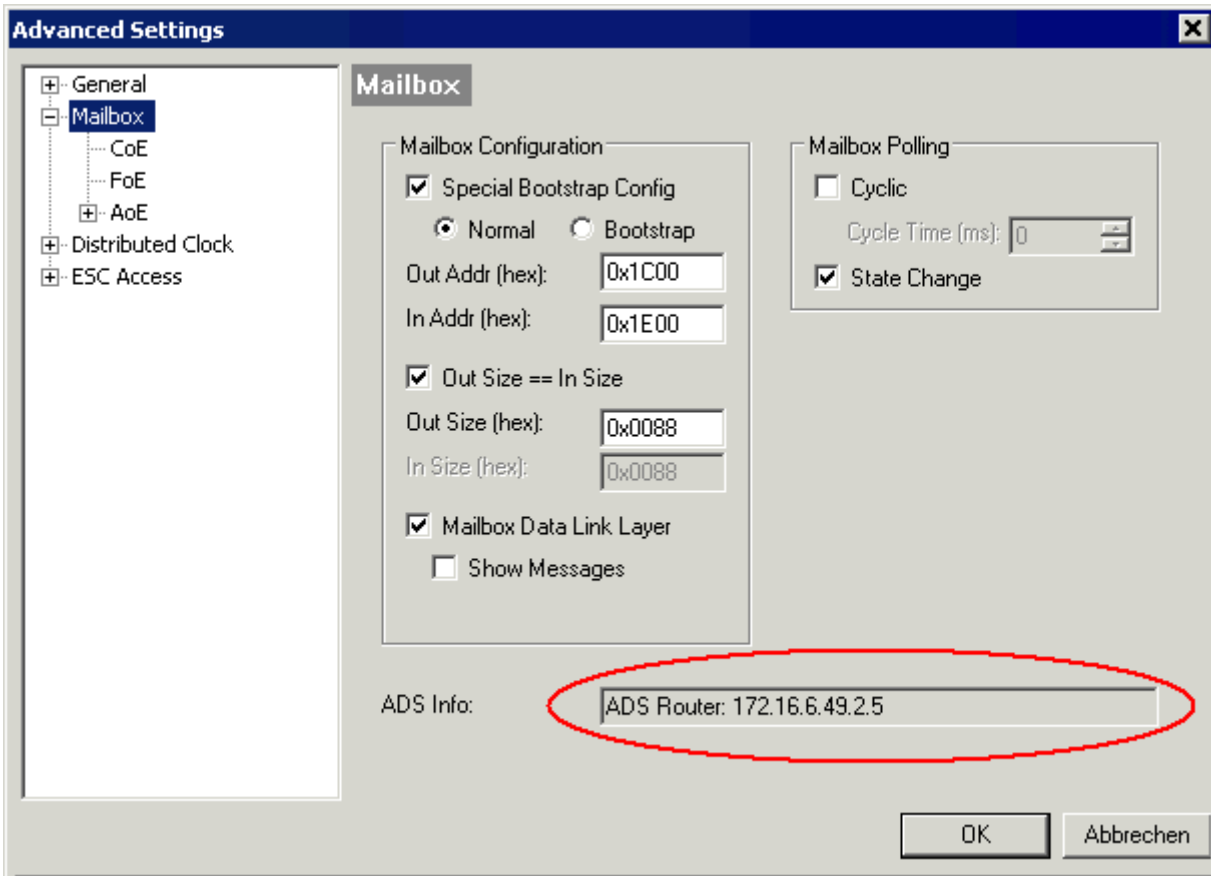 Advanced Settings
General
Mailbox
CoE
FoE
AoE
Distributed Clock
ESC Access
Mailbox
Mailbox Configuration
Special Bootstrap Config
Normal Bootstrap
Out Addr (hex): 0x1C00
In Addr (hex): 0x1E00
Out Size == In Size
Out Size (hex): 0x0088
In Size (hex): 0x0088
Mailbox Data Link Layer
Show Messages
Mailbox Polling
Cyclic
Cycle Time (ms): 0
State Change
ADS Info: ADS Router: 172.16.6.49.2.5
OK Abbrechen